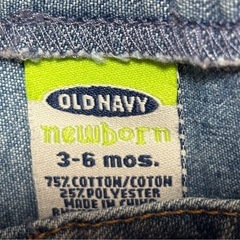 OLD NAVY
newborn
3-6 mos.
75% COTTON/COTON
25% POLYESTER
MADE IN CHINA